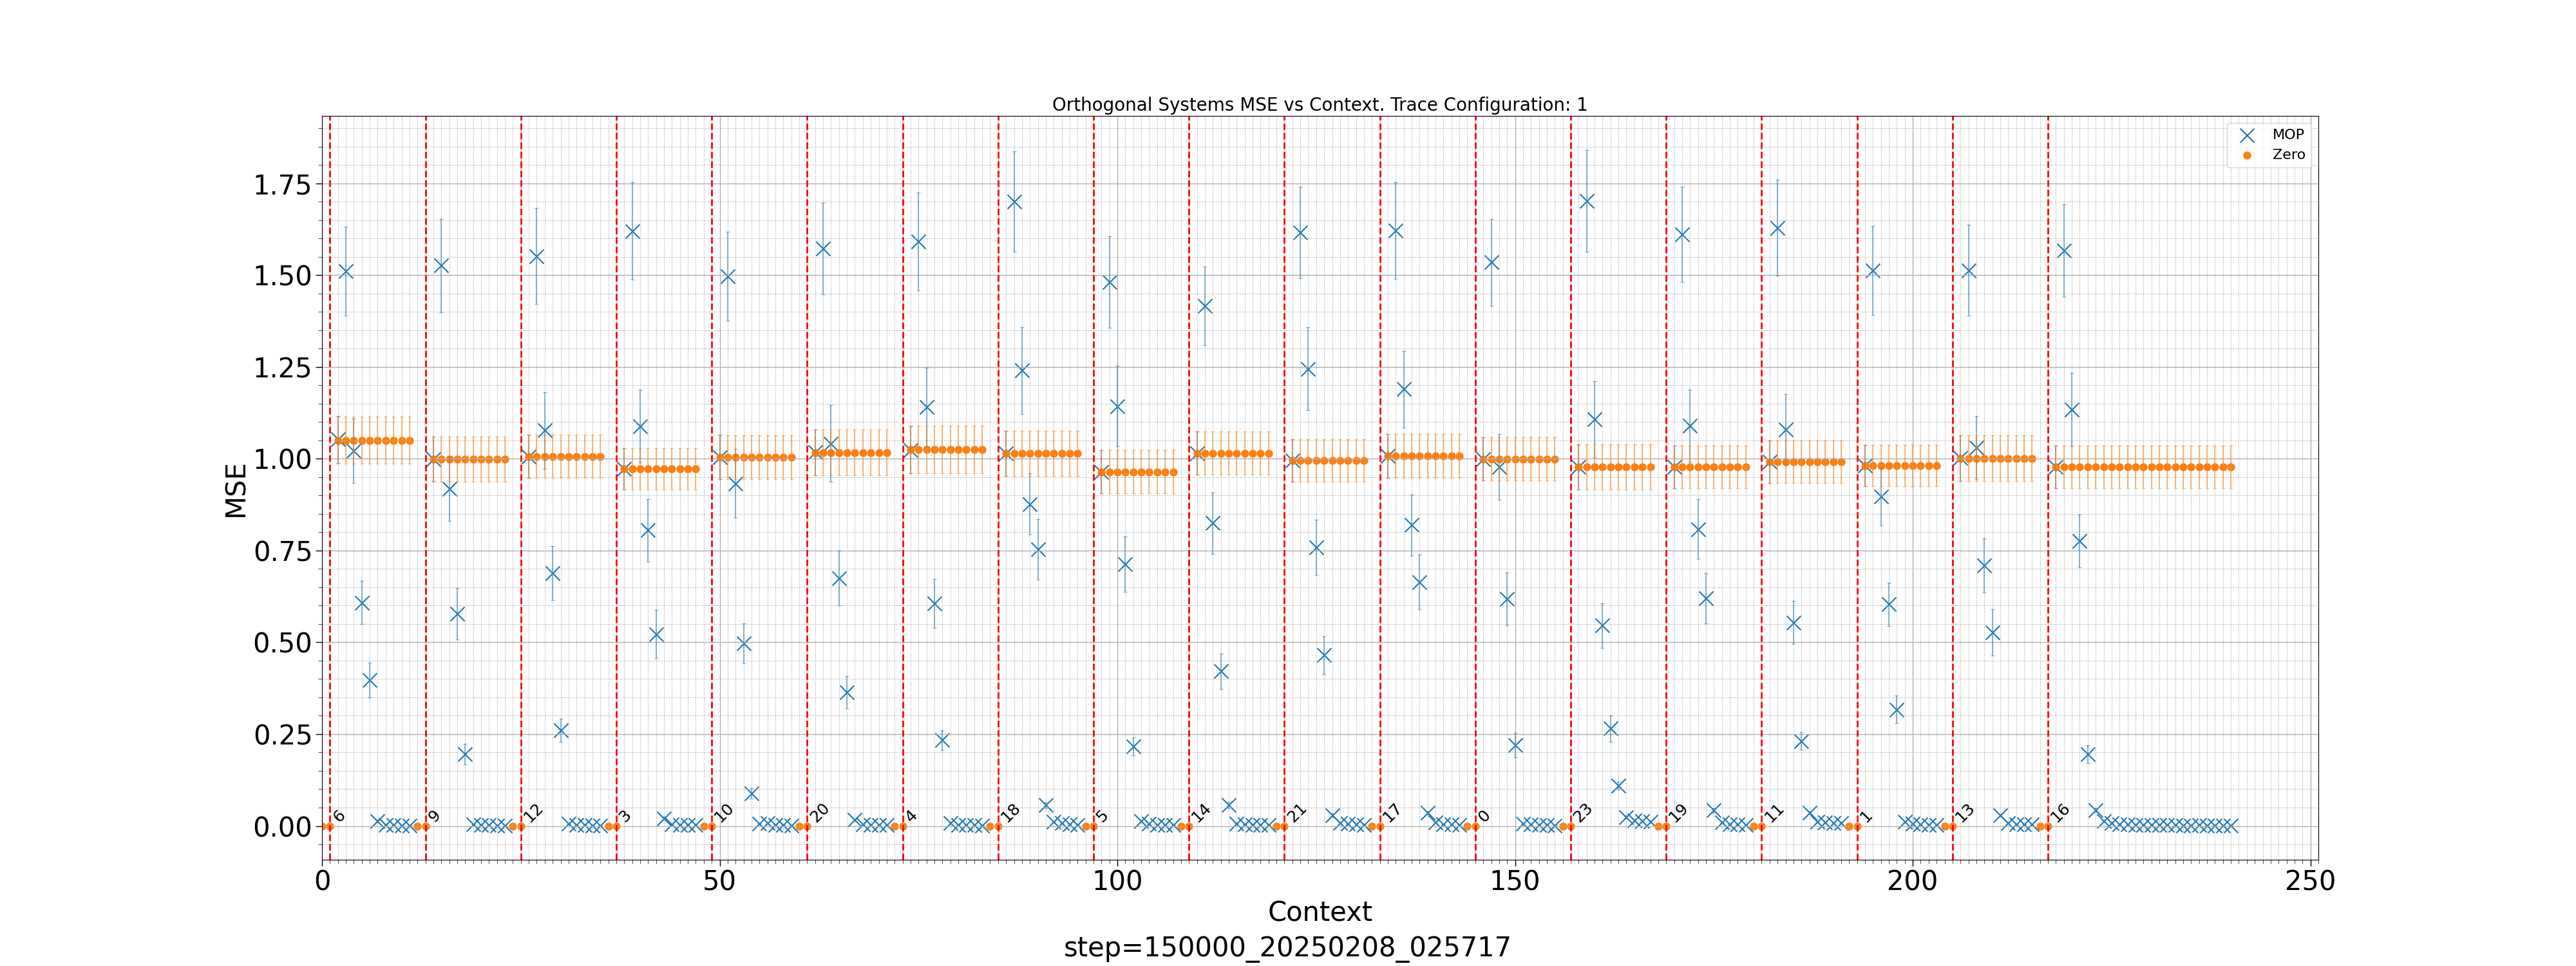 Orthogonal Systems MSE vs Context. Trace Configuration: 1
MOP
Zero
MSE
1.75
1.50
1.25
1.00
0.75
0.50
0.25
0.00
6 9 12 3 10 20 4 18 5 14 21 17 0 23 19 11 1 13 16
0 50 100 150 200 250
Context
step=150000_20250208_025717